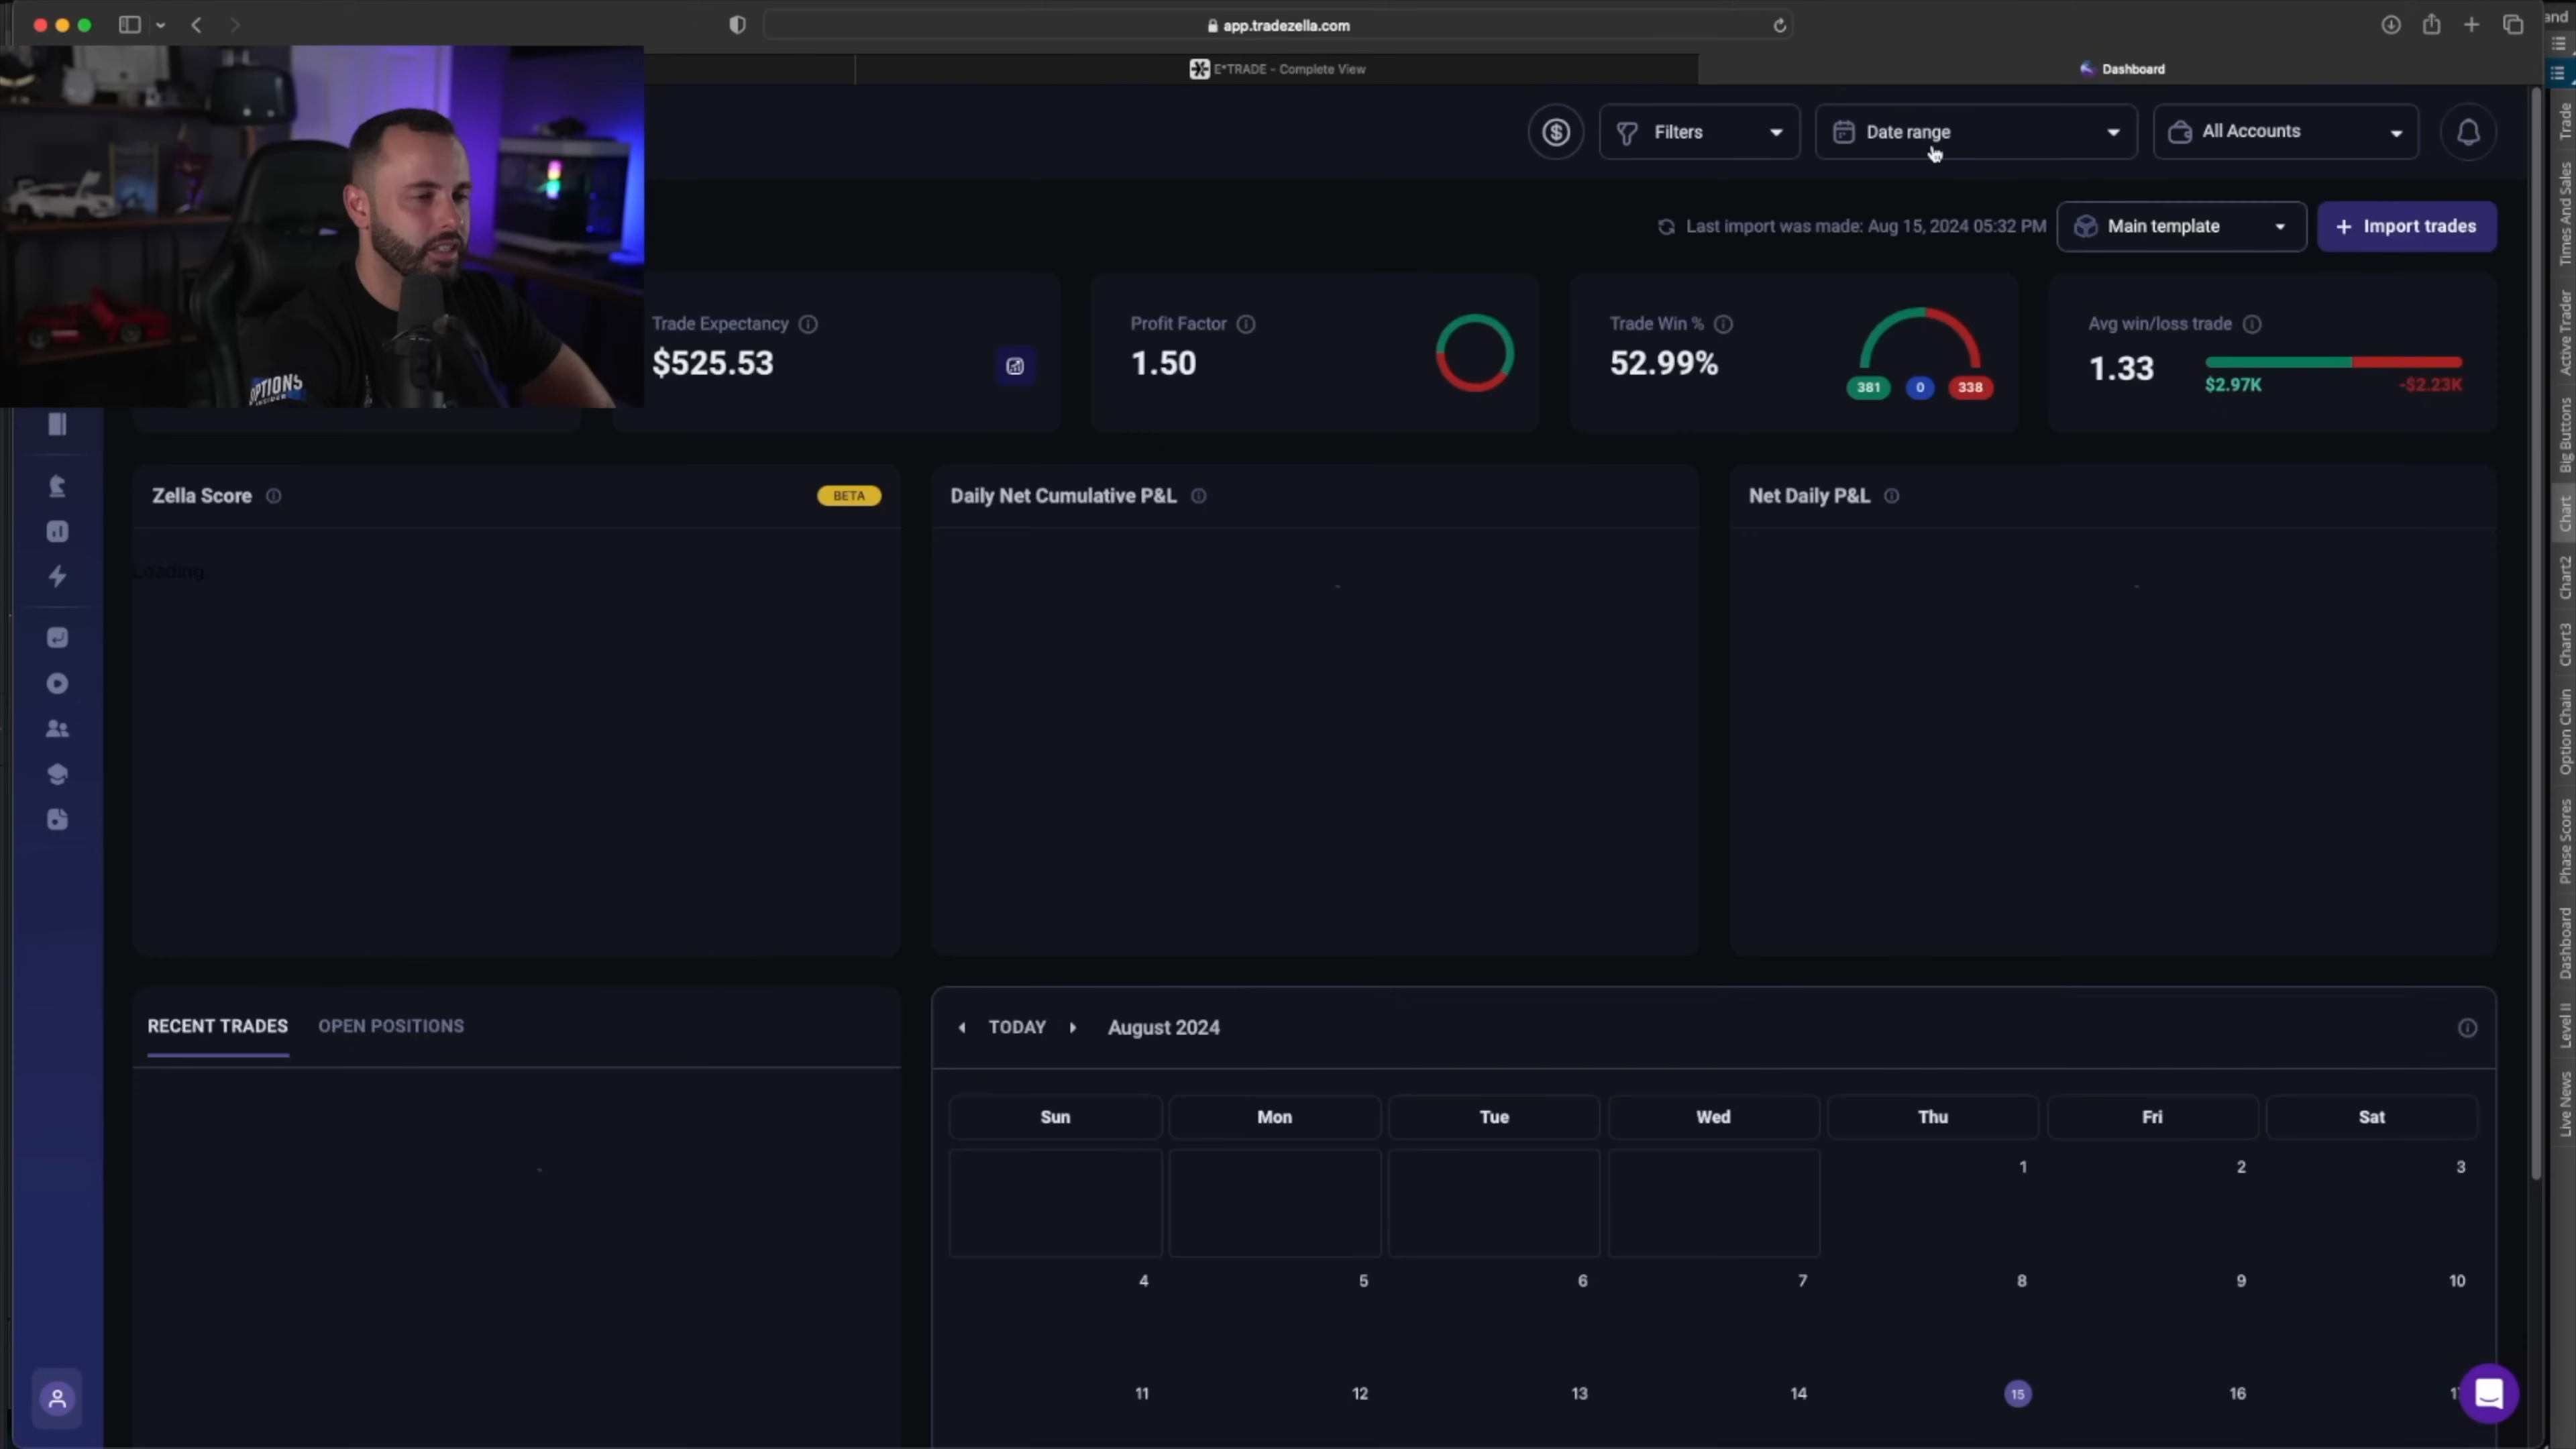 app.tradezella.com
and
E*TRADE - Complete View
Dashboard
Filters
Date range
All Accounts
Last import was made: Aug 15, 2024 05:32 PM
Main template
+ Import trades
OPTIONS
INSIDER
Trade Expectancy
$525.53
Profit Factor
1.50
Trade Win %
52.99%
381
0
338
Avg win/loss trade
1.33
$2.97K
-$2.23K
Zella Score
BETA
Loading..
Daily Net Cumulative P&L
-
Net Daily P&L
-
RECENT TRADES
OPEN POSITIONS
-
TODAY
August 2024
Sun Mon Tue Wed Thu Fri Sat
1 2 3
4 5 6 7 8 9 10
11 12 13 14 15 16
Trade
Times And Sales
Active Trader
Big Buttons
Chart
Chart2
Chart3
Option Chain
Phase Scores
Dashboard
Level II
Live News